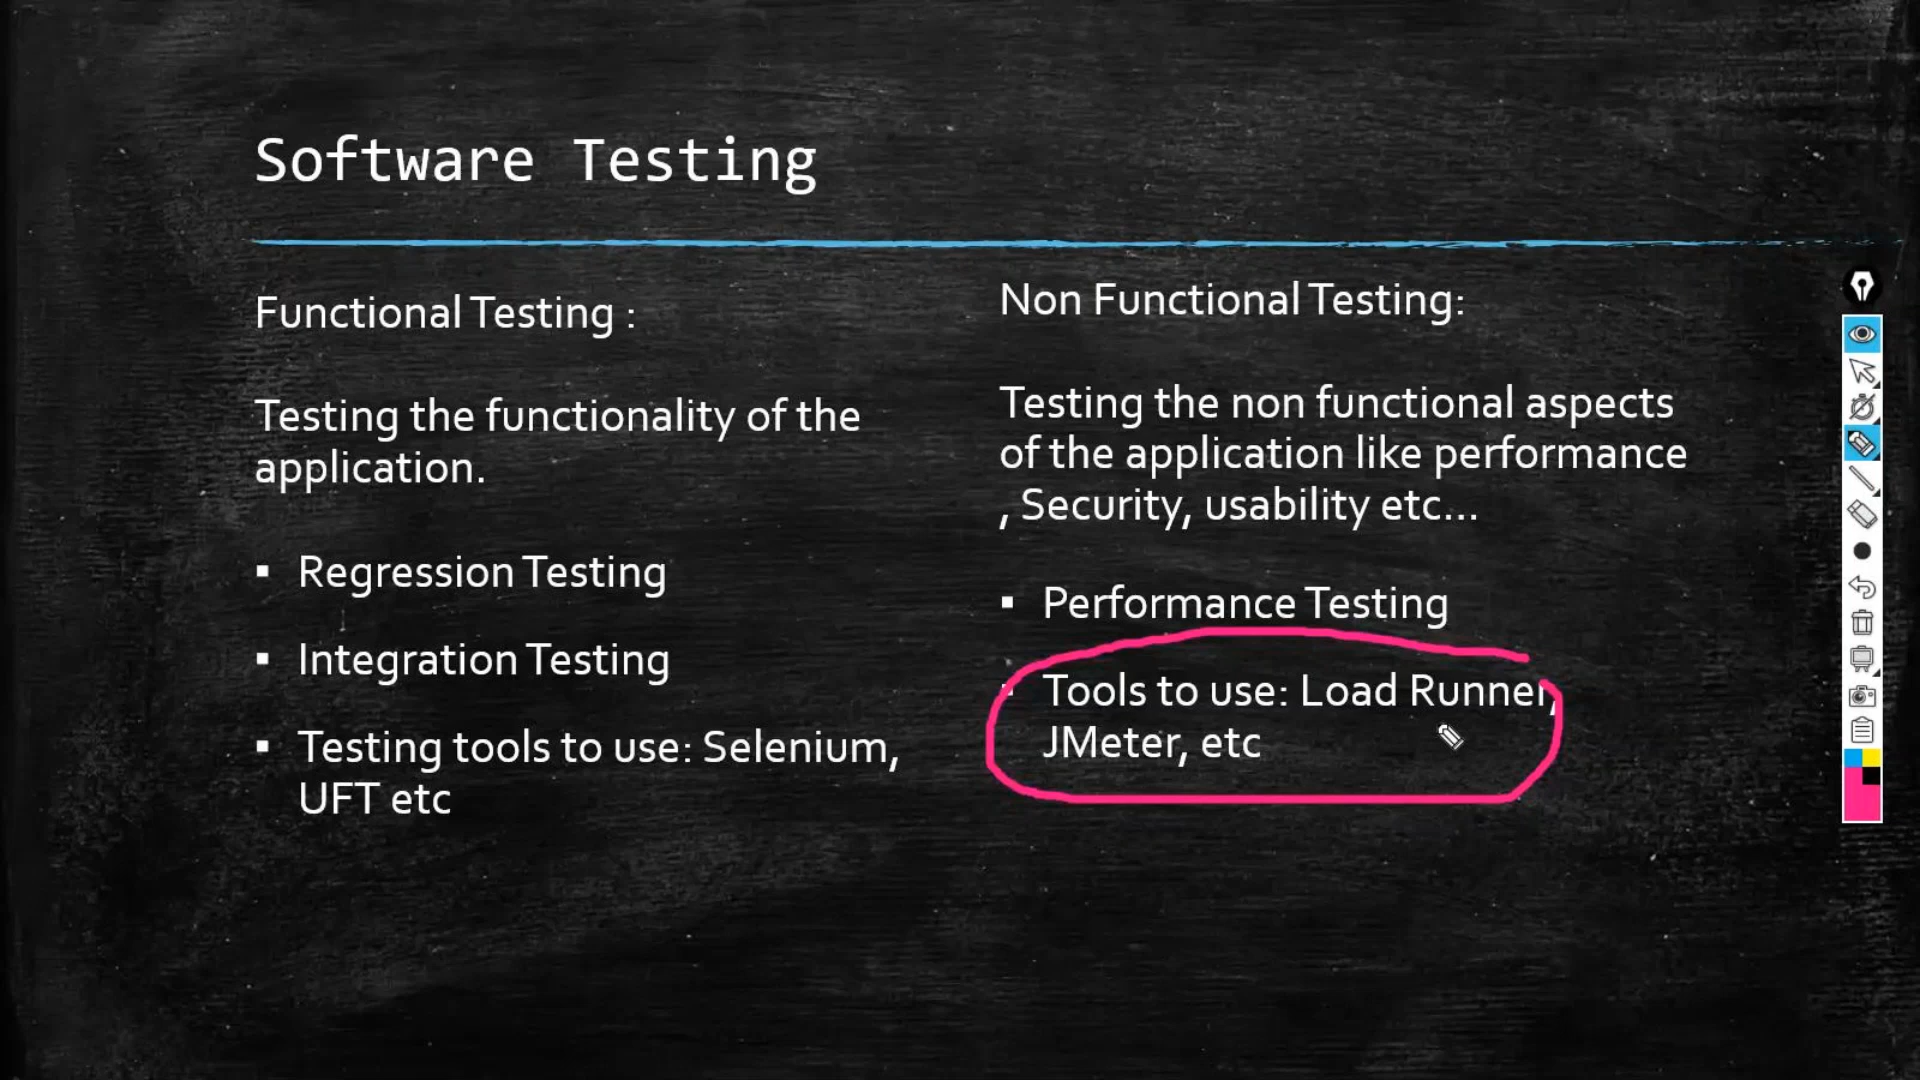 Software Testing
Functional Testing :
Testing the functionality of the
application.
▪ Regression Testing
▪ Integration Testing
▪ Testing tools to use: Selenium,
UFT etc
Non Functional Testing:
Testing the non functional aspects
of the application like performance
, Security, usability etc...
▪ Performance Testing
▪ Tools to use: Load Runner,
JMeter, etc